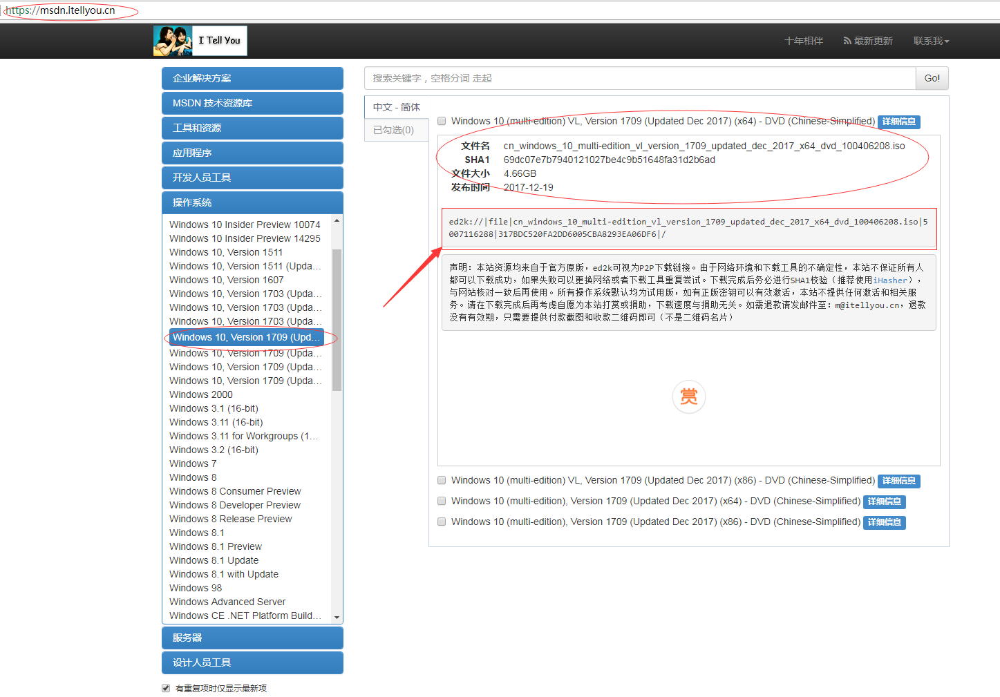 https://msdn.itellyou.cn
I Tell You
十年相伴
最新更新
联系我
企业解决方案
MSDN 技术资源库
工具和资源
应用程序
开发人员工具
操作系统
Windows 10 Insider Preview 10074
Windows 10 Insider Preview 14295
Windows 10, Version 1511
Windows 10, Version 1511 (Upda...
Windows 10, Version 1607
Windows 10, Version 1703 (Upda...
Windows 10, Version 1703 (Upda...
Windows 10, Version 1703 (Upda...
Windows 10, Version 1709 (Upd...
Windows 10, Version 1709 (Upda...
Windows 10, Version 1709 (Upda...
Windows 10, Version 1709 (Upda...
Windows 2000
Windows 3.1 (16-bit)
Windows 3.11 (16-bit)
Windows 3.11 for Workgroups (1...
Windows 3.2 (16-bit)
Windows 7
Windows 8
Windows 8 Consumer Preview
Windows 8 Developer Preview
Windows 8 Release Preview
Windows 8.1
Windows 8.1 Preview
Windows 8.1 Update
Windows 8.1 with Update
Windows 98
Windows Advanced Server
Windows CE .NET Platform Build...
服务器
设计人员工具
有重复项时仅显示最新项
搜索关键字，空格分词 走起
Go!
中文 - 简体
已勾选(0)
Windows 10 (multi-edition) VL, Version 1709 (Updated Dec 2017) (x64) - DVD (Chinese-Simplified) 详细信息
文件名 cn_windows_10_multi-edition_vl_version_1709_updated_dec_2017_x64_dvd_100406208.iso
SHA1 69dc07e7b7940121027be4c9b51648fa31d2b6ad
文件大小 4.66GB
发布时间 2017-12-19
ed2k://|file|cn_windows_10_multi-edition_vl_version_1709_updated_dec_2017_x64_dvd_100406208.iso|5
007116288|317BDC520FA2DD6005CBA8293EA06DF6|/
声明：本站资源均来自于官方原版，ed2k可视为P2P下载链接。由于网络环境和下载工具的不确定性，本站不保证所有人
都可以下载成功，如果失败可以更换网络或者下载工具重复尝试。下载完成后务必进行SHA1校验（推荐使用iHasher），
与网站核对一致后再使用。所有操作系统默认均为试用版，如有正版密钥可以有效激活，本站不提供任何激活和相关服
务。请在下载完成后再考虑自愿为本站打赏或捐助，下载速度与捐助无关。如需退款请发邮件至：m@itellyou.cn，退款
没有有效期，只需要提供付款截图和收款二维码即可（不是二维码名片）
赏
Windows 10 (multi-edition) VL, Version 1709 (Updated Dec 2017) (x86) - DVD (Chinese-Simplified) 详细信息
Windows 10 (multi-edition), Version 1709 (Updated Dec 2017) (x64) - DVD (Chinese-Simplified) 详细信息
Windows 10 (multi-edition), Version 1709 (Updated Dec 2017) (x86) - DVD (Chinese-Simplified) 详细信息